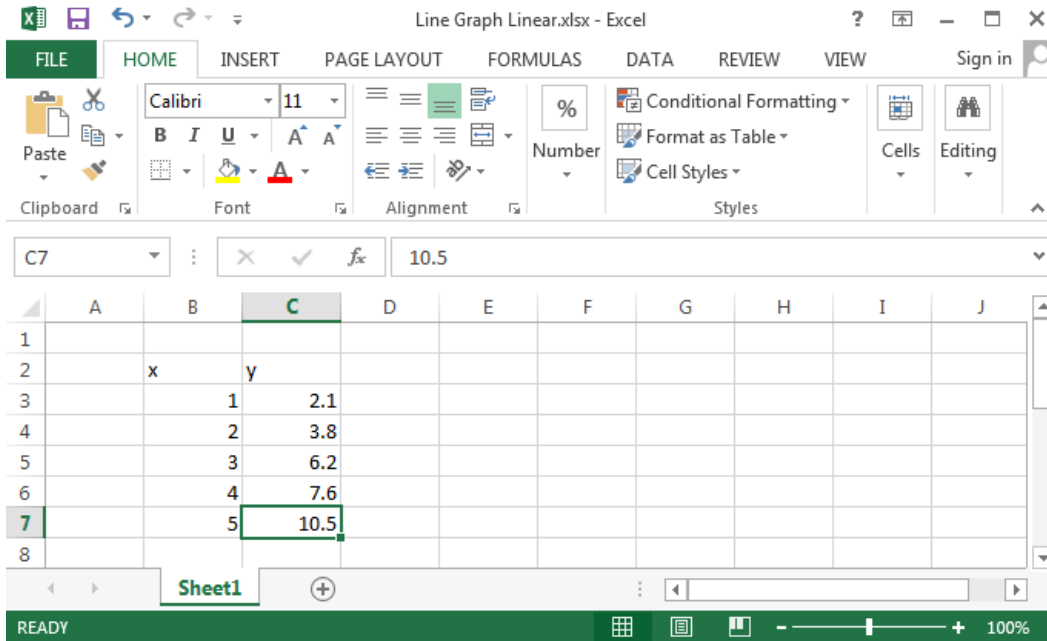 Line Graph Linear.xlsx - Excel ?
FILE HOME INSERT PAGE LAYOUT FORMULAS DATA REVIEW VIEW Sign in
Calibri 11 % Conditional Formatting
B I U A A Format as Table
Paste A Number Cell Styles Cells Editing
Clipboard Font Alignment Styles
C7 fx 10.5
A B C D E F G H I J
1
2 x y
3 1 2.1
4 2 3.8
5 3 6.2
6 4 7.6
7 5 10.5
8
Sheet1
READY 100%